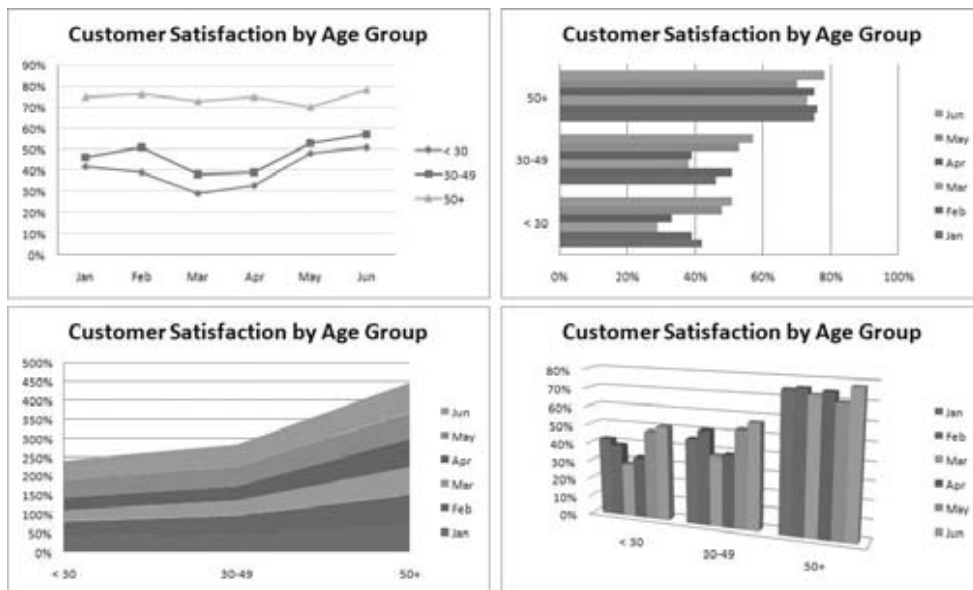 Customer Satisfaction by Age Group
90%
80%
70%
60%
50%
40%
30%
20%
10%
0%
Jan Feb Mar Apr May Jun
< 30
30-49
50+
Customer Satisfaction by Age Group
50+
30-49
< 30
0% 20% 40% 60% 80% 100%
Jun
May
Apr
Mar
Feb
Jan
Customer Satisfaction by Age Group
500%
450%
400%
350%
300%
250%
200%
150%
100%
50%
0%
< 30 30-49 50+
Jun
May
Apr
Mar
Feb
Jan
Customer Satisfaction by Age Group
80%
70%
60%
50%
40%
30%
20%
10%
0%
< 30 30-49 50+
Jan
Feb
Mar
Apr
May
Jun